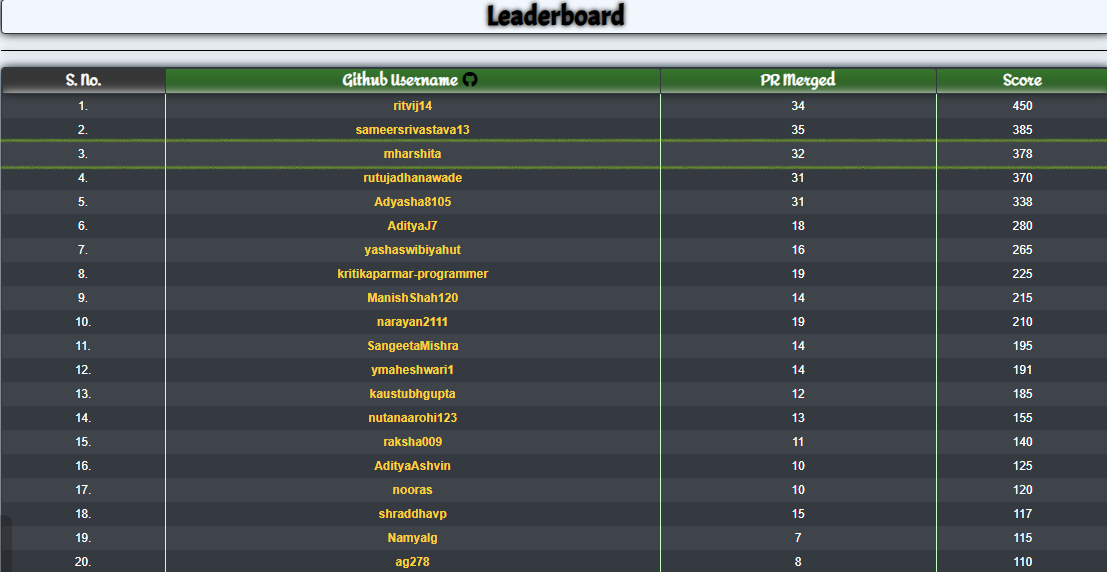 Leaderboard
S. No. Github Username PR Merged Score
1. ritvij14 34 450
2. sameersrivastava13 35 385
3. mharshita 32 378
4. rutujadhanawade 31 370
5. Adyasha8105 31 338
6. AdityaJ7 18 280
7. yashaswibiyahut 16 265
8. kritikaparmar-programmer 19 225
9. ManishShah120 14 215
10. narayan2111 19 210
11. SangeetaMishra 14 195
12. ymaheshwari1 14 191
13. kaustubhgupta 12 185
14. nutanaarohi123 13 155
15. raksha009 11 140
16. AdityaAshvin 10 125
17. nooras 10 120
18. shraddhavp 15 117
19. Namyalg 7 115
20. ag278 8 110